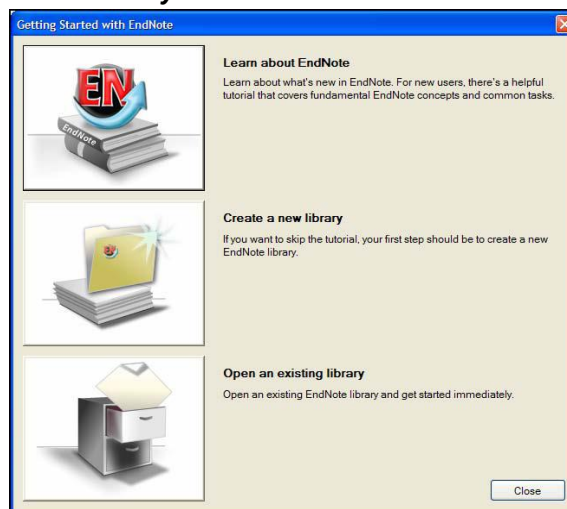 Getting Started with EndNote
EN
EndNote
Learn about EndNote
Learn about what's new in EndNote. For new users, there's a helpful
tutorial that covers fundamental EndNote concepts and common tasks.
Create a new library
If you want to skip the tutorial, your first step should be to create a new
EndNote library.
Open an existing library
Open an existing EndNote library and get started immediately.
Close